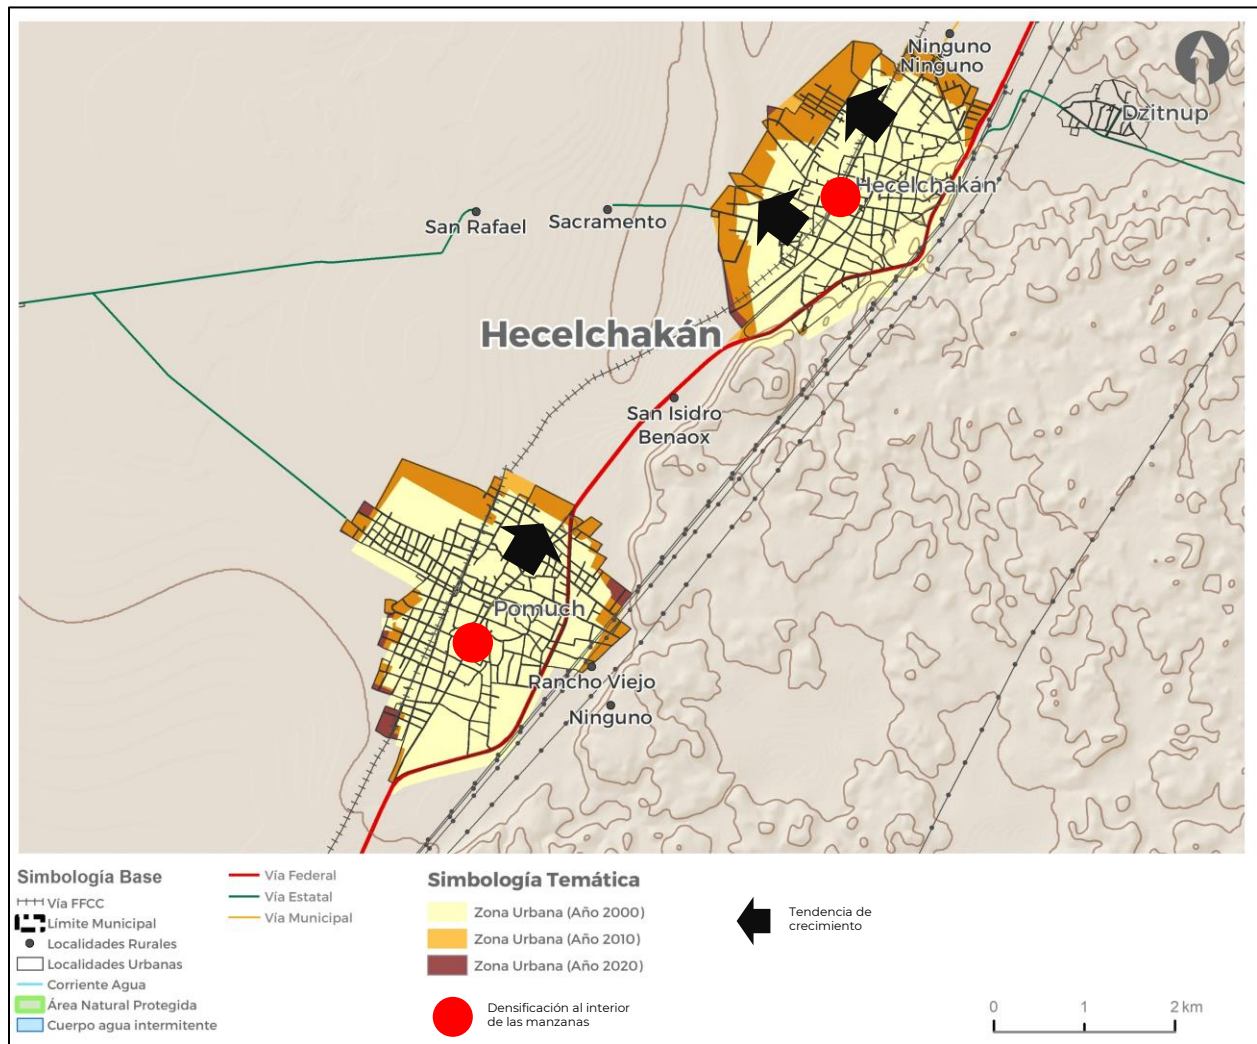 Ninguno
Ninguno
Dzitnup
Hecelchakán
San Rafael
Sacramento
Hecelchakán
San Isidro
Benaox
Pomuch
Rancho Viejo
Ninguno
Simbología Base
Vía FFCC
Límite Municipal
Localidades Rurales
Localidades Urbanas
Corriente Agua
Área Natural Protegida
Cuerpo agua intermitente
Vía Federal
Vía Estatal
Vía Municipal
Simbología Temática
Zona Urbana (Año 2000)
Zona Urbana (Año 2010)
Zona Urbana (Año 2020)
Densificación al interior
de las manzanas
Tendencia de
crecimiento
0 1 2 km